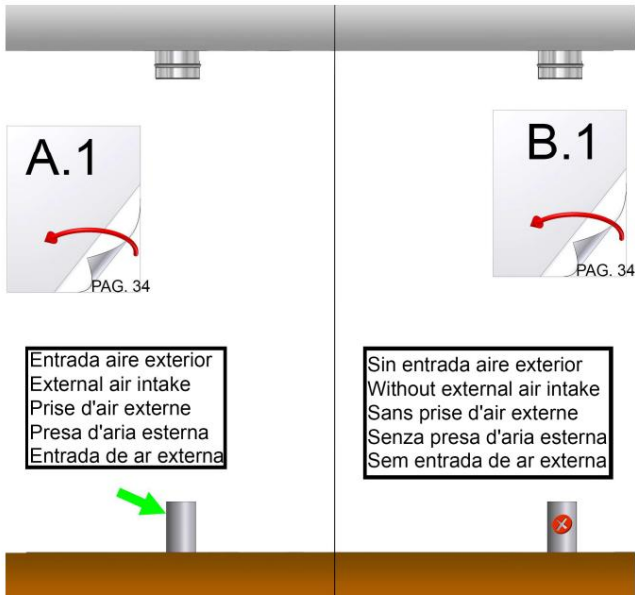 A.1
PAG. 34
Entrada aire exterior
External air intake
Prise d'air externe
Presa d'aria esterna
Entrada de ar externa
B.1
PAG. 34
Sin entrada aire exterior
Without external air intake
Sans prise d'air externe
Senza presa d'aria esterna
Sem entrada de ar externa